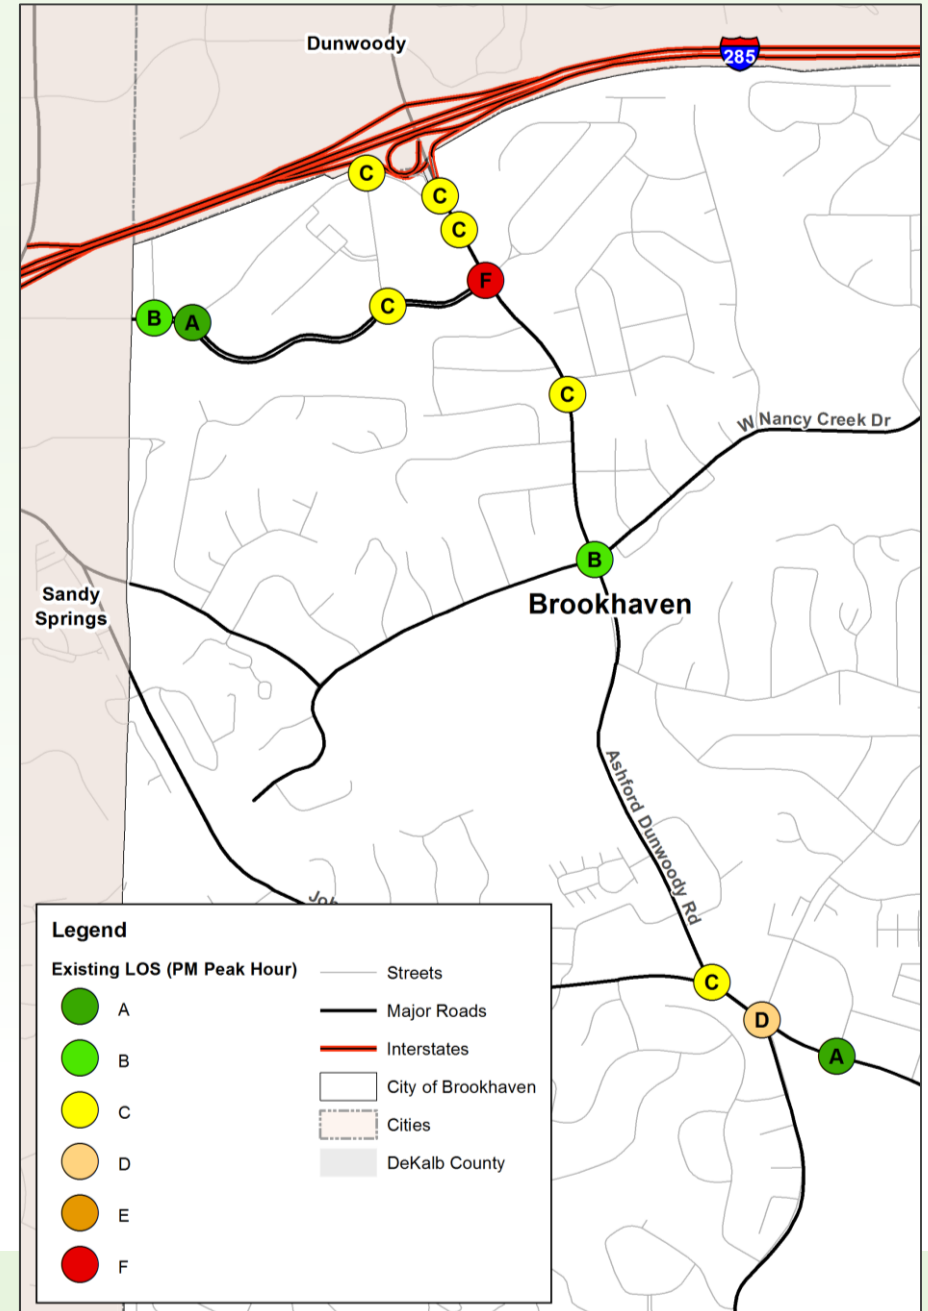 Dunwoody
285
C
C
C
F
C
B
A
C
W Nancy Creek Dr
B
Brookhaven
Sandy
Springs
Ashford Dunwoody Rd
C
D
A
Legend
Existing LOS (PM Peak Hour)
A
B
C
D
E
F
Streets
Major Roads
Interstates
City of Brookhaven
Cities
DeKalb County